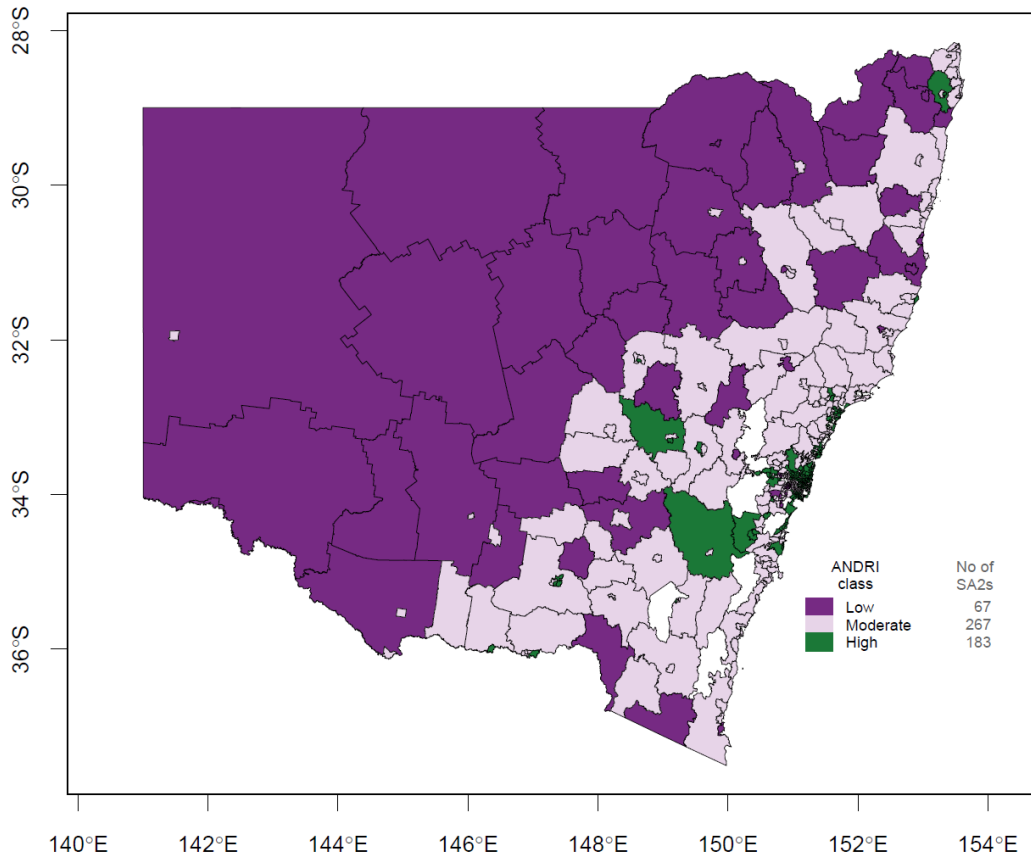 28°S
30°S
32°S
34°S
36°S
ANDRI class
No of SA2s
Low 67
Moderate 267
High 183
140°E 142°E 144°E 146°E 148°E 150°E 152°E 154°E